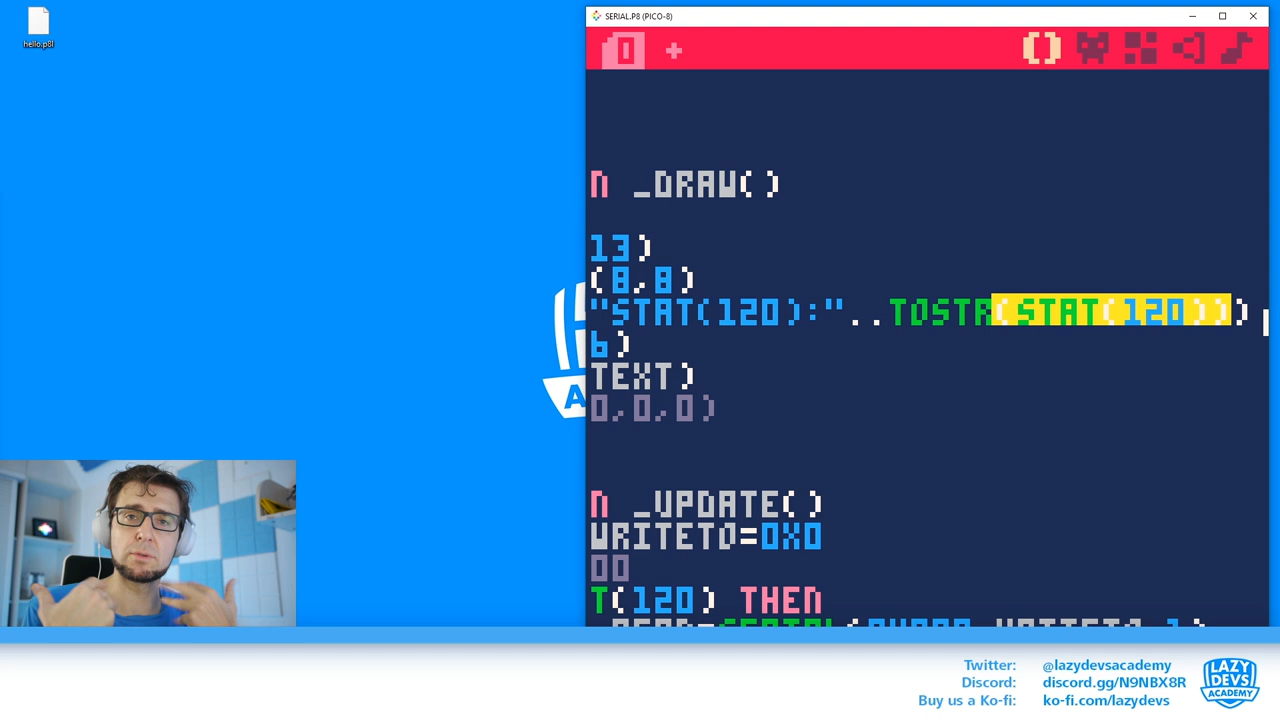 hello.p8l
SERIAL.P8 (PICO-8)
0 +
N _DRAW()
13)
(8,8)
"STAT(120):"..TOSTR(STAT(120))
6)
TEXT)
0,0,0)
N _UPDATE()
WRITETO=0X0
00
T(120) THEN
Twitter: @lazydevsacademy
Discord: discord.gg/N9NBX8R
Buy us a Ko-fi: ko-fi.com/lazydevs
LAZY
DEVS
ACADEMY
A